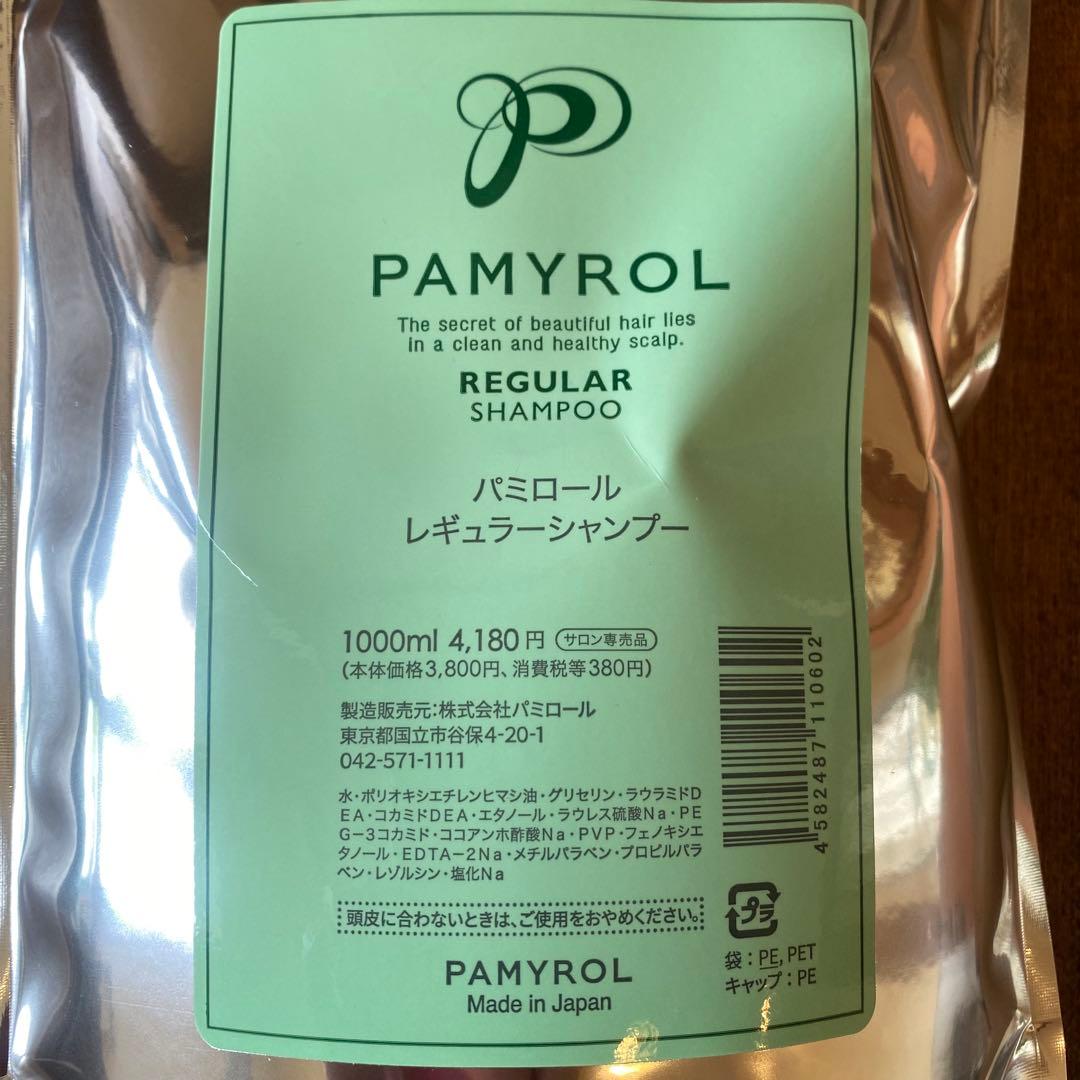 PAMYROL
The secret of beautiful hair lies
in a clean and healthy scalp.
REGULAR
SHAMPOO
パミロール
レギュラーシャンプー
1000ml 4,180円 サロン専売品
(本体価格3,800円、消費税等380円)
製造販売元:株式会社パミロール
東京都国立市谷保4-20-1
042-571-1111
水・ポリオキシエチレンヒマシ油・グリセリン・ラウラミドD
EA・コカミドDEA・エタノール・ラウレス硫酸Na・PE
G-3コカミド・ココアンホ酢酸Na・PVP・フェノキシエ
タノール・EDTA-2Na・メチルパラベン・プロピルパラ
ベン・レゾルシン・塩化Na
頭皮に合わないときは、ご使用をおやめください。
PAMYROL
Made in Japan
4582487110602
プラ
袋:PE, PET
キャップ:PE